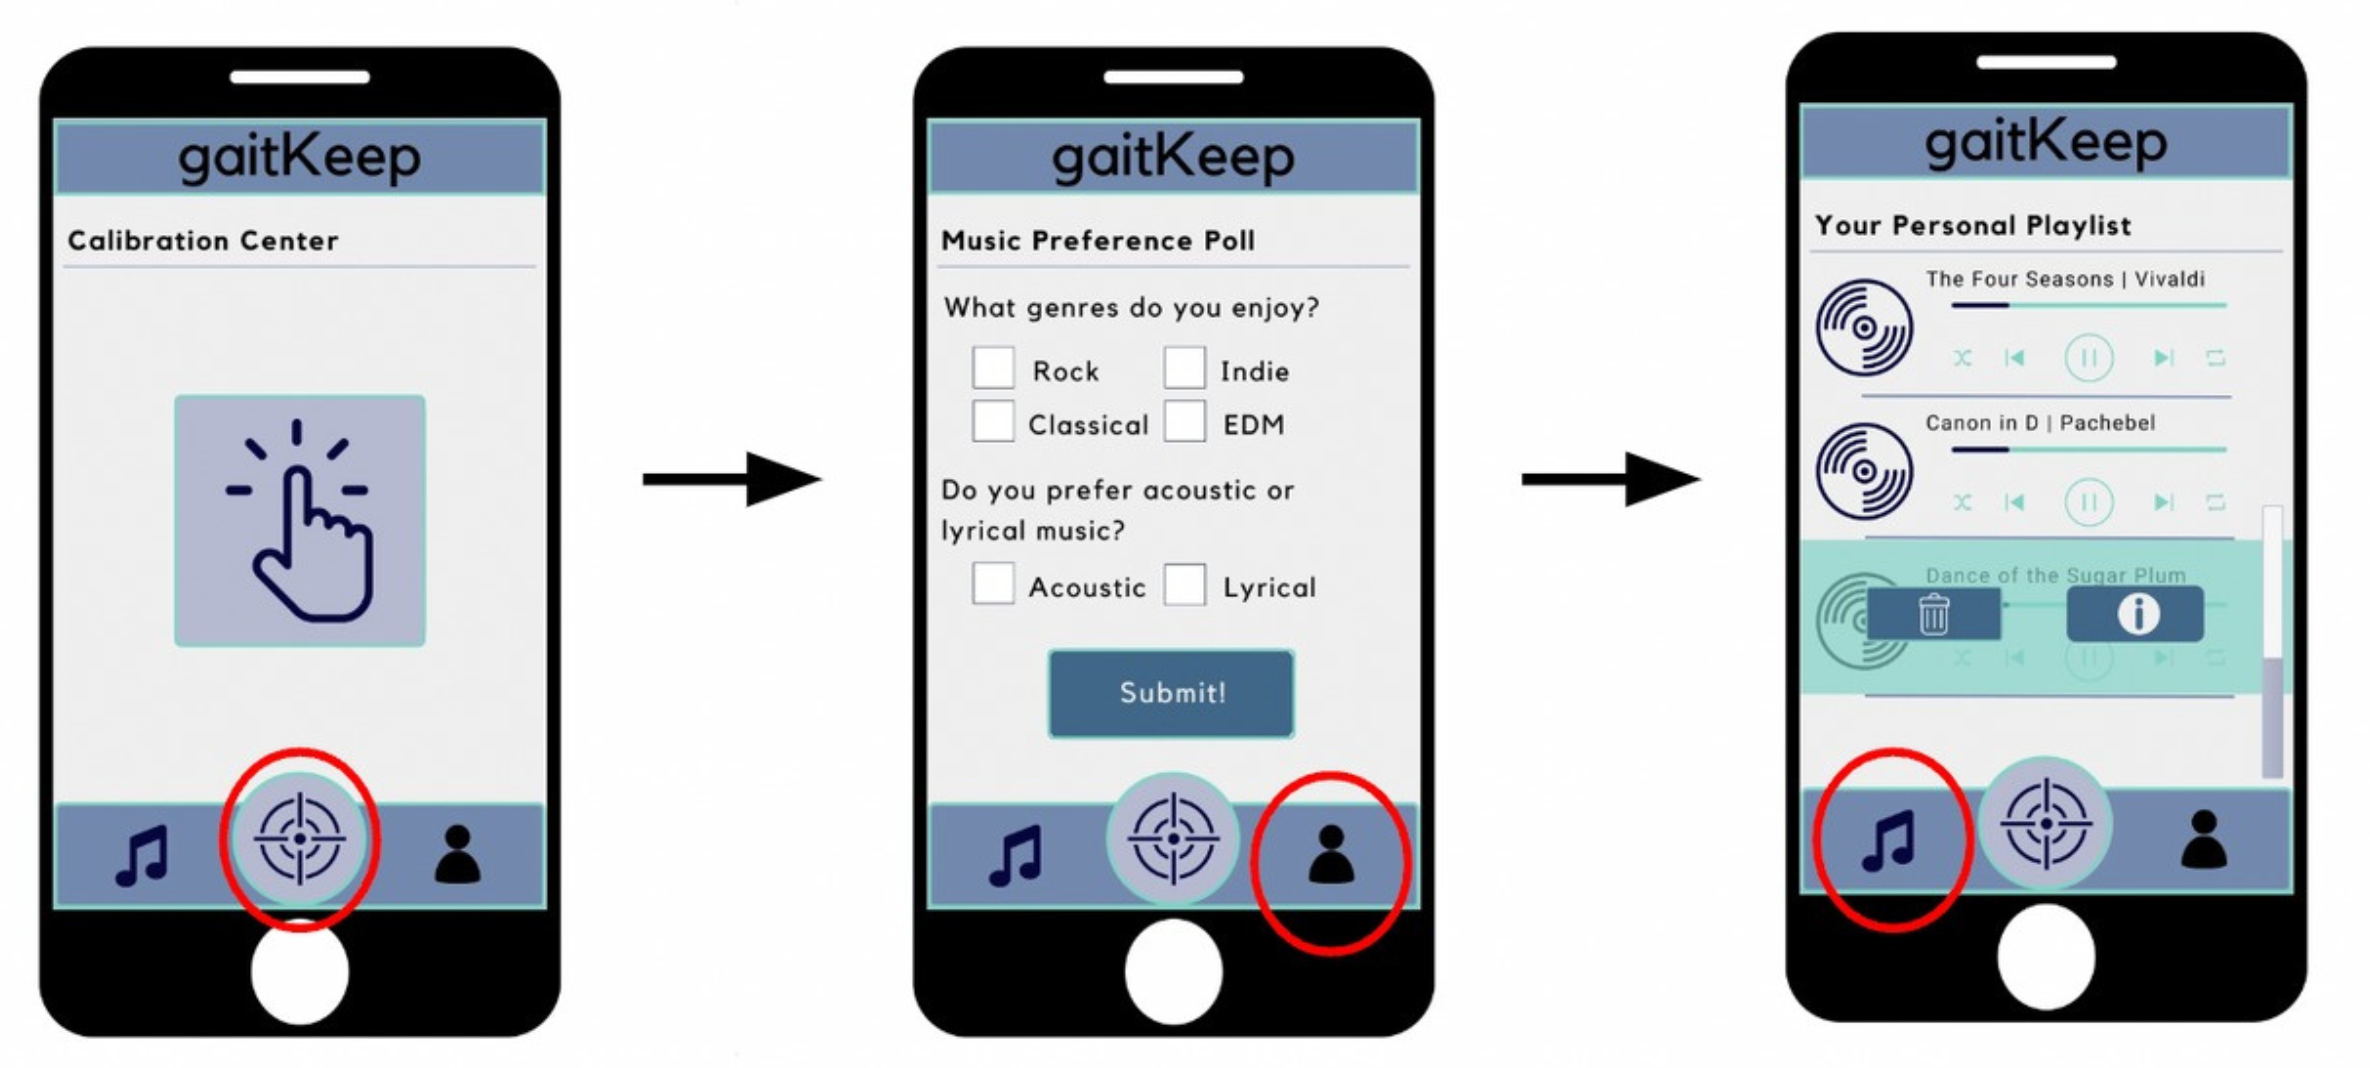 gaitKeep
Calibration Center
gaitKeep
Music Preference Poll
What genres do you enjoy?
Rock Indie
Classical EDM
Do you prefer acoustic or
lyrical music?
Acoustic Lyrical
Submit!
gaitKeep
Your Personal Playlist
The Four Seasons | Vivaldi
Canon in D | Pachebel
Dance of the Sugar Plum
i